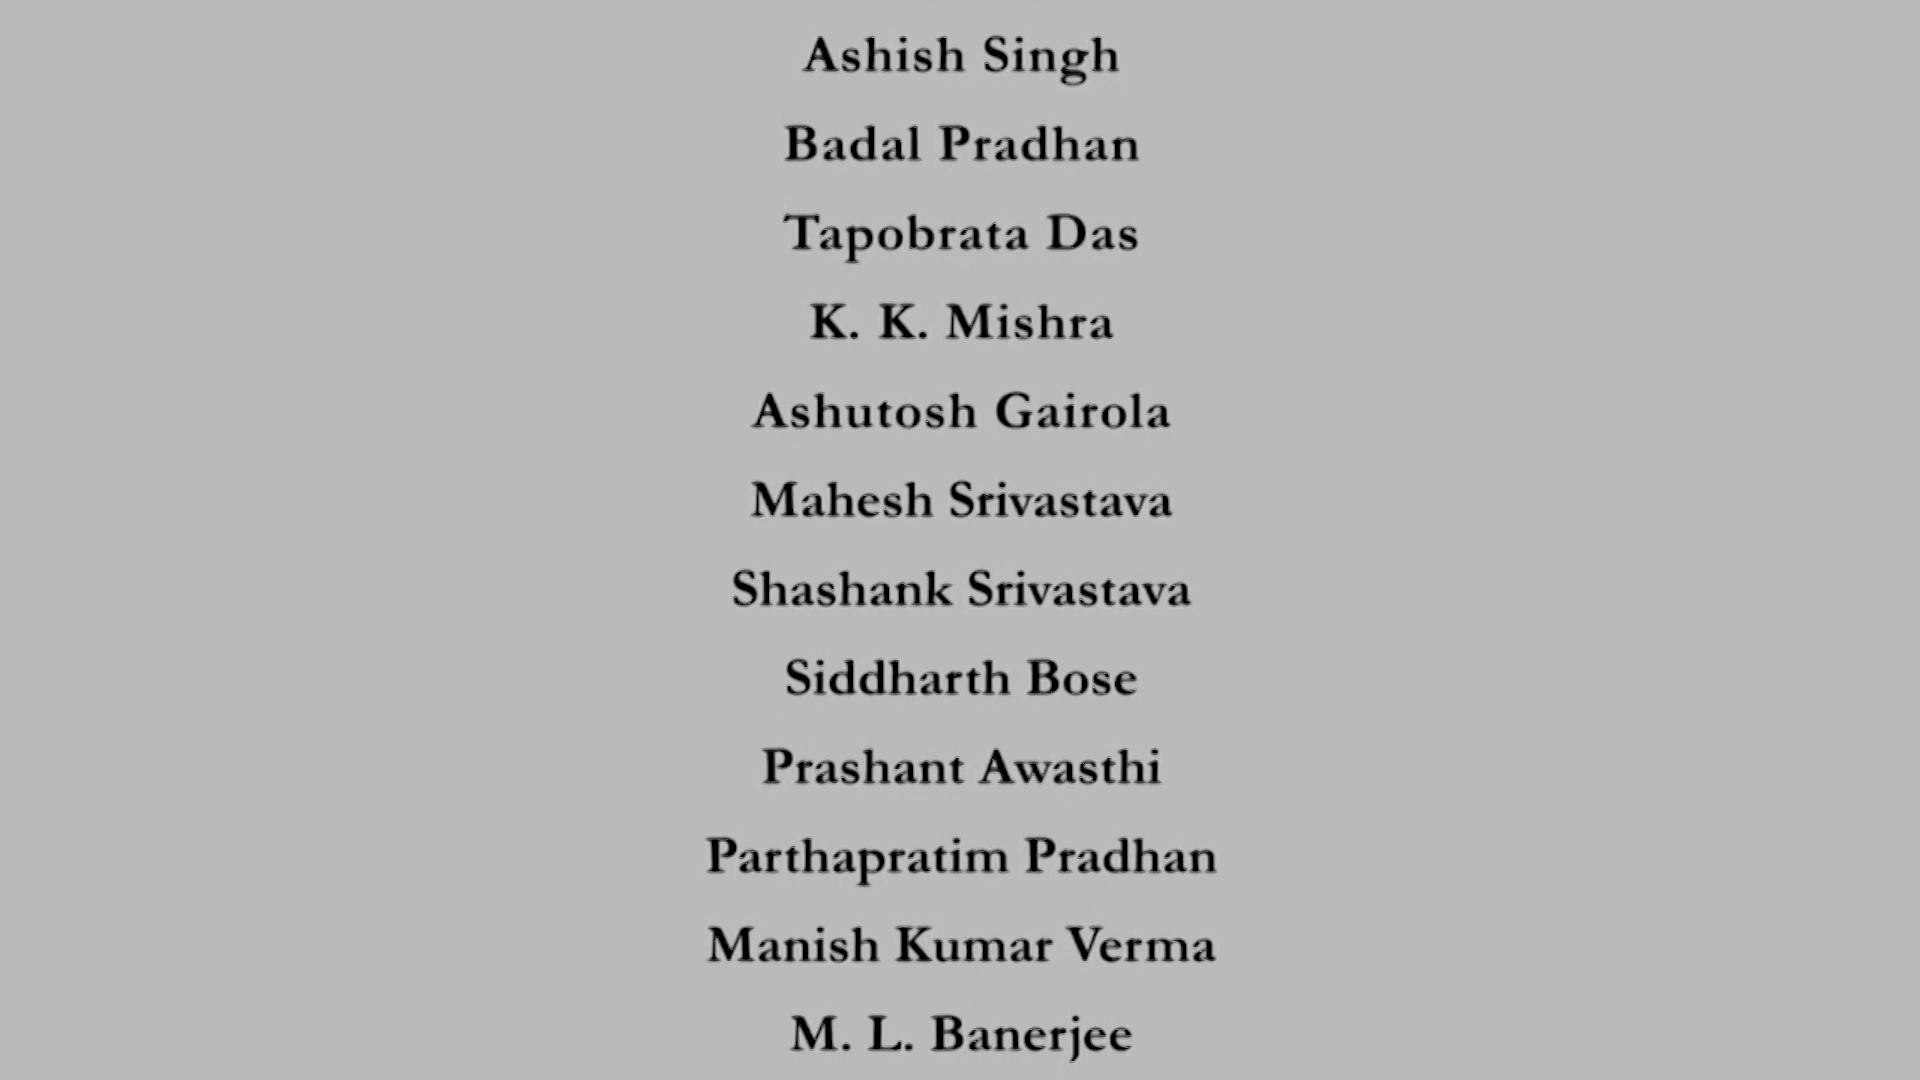 Ashish Singh
Badal Pradhan
Tapobrata Das
K. K. Mishra
Ashutosh Gairola
Mahesh Srivastava
Shashank Srivastava
Siddharth Bose
Prashant Awasthi
Parthapratim Pradhan
Manish Kumar Verma
M. L. Banerjee